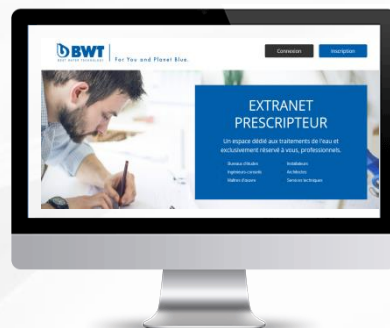 BWT
BEST WATER TECHNOLOGY
For You and Planet Blue.
Connexion
Inscription
EXTRANET
PRESCRIPTEUR
Un espace dédié aux traitements de l'eau et
exclusivement réservé à vous, professionnels.
Bureaux d'études
Installateurs
Ingénieurs conseils
Architectes
Maîtres d'œuvre
Services techniques